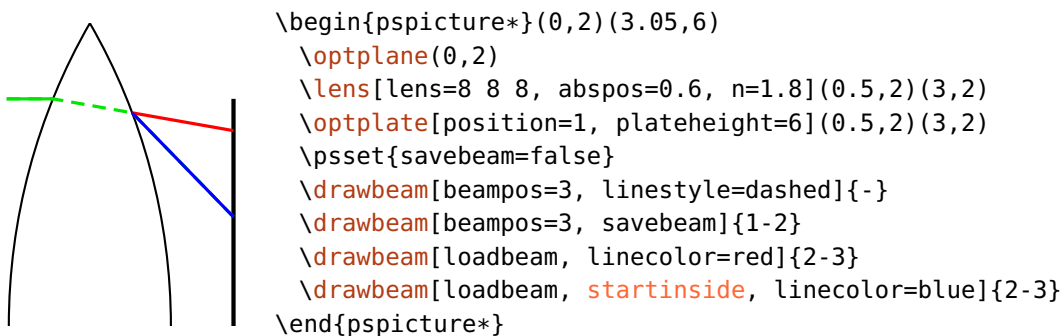 \begin{pspicture*}(0,2)(3.05,6)
\optplane(0,2)
\lens[lens=8 8 8, abspos=0.6, n=1.8](0.5,2)(3,2)
\optplate[position=1, plateheight=6](0.5,2)(3,2)
\psset{savebeam=false}
\drawbeam[beampos=3, linestyle=dashed]{-}
\drawbeam[beampos=3, savebeam]{1-2}
\drawbeam[loadbeam, linecolor=red]{2-3}
\drawbeam[loadbeam, startinside, linecolor=blue]{2-3}
\end{pspicture*}